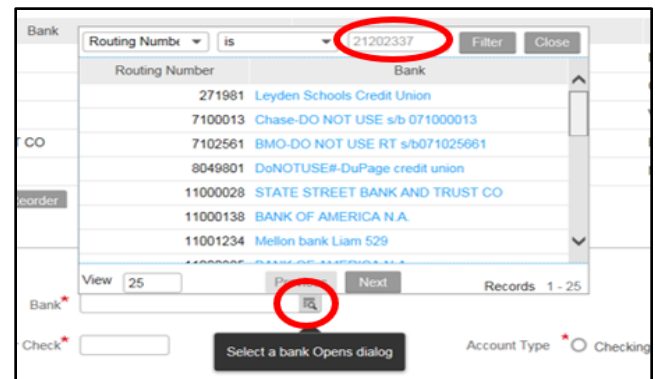 Bank
Routing Numbe is 21202337 Filter Close
Routing Number Bank
271981 Leyden Schools Credit Union
7100013 Chase-DO NOT USE s/b 071000013
7102561 BMO-DO NOT USE RT s/b071025661
T CO
8049801 DoNOTUSE#-DuPage credit union
eorder
11000028 STATE STREET BANK AND TRUST CO
11000138 BANK OF AMERICA N.A.
11001234 Mellon bank Liam 529
View 25 Previous Next Records 1 - 25
Bank*
Check* Select a bank Opens dialog Account Type * Checking